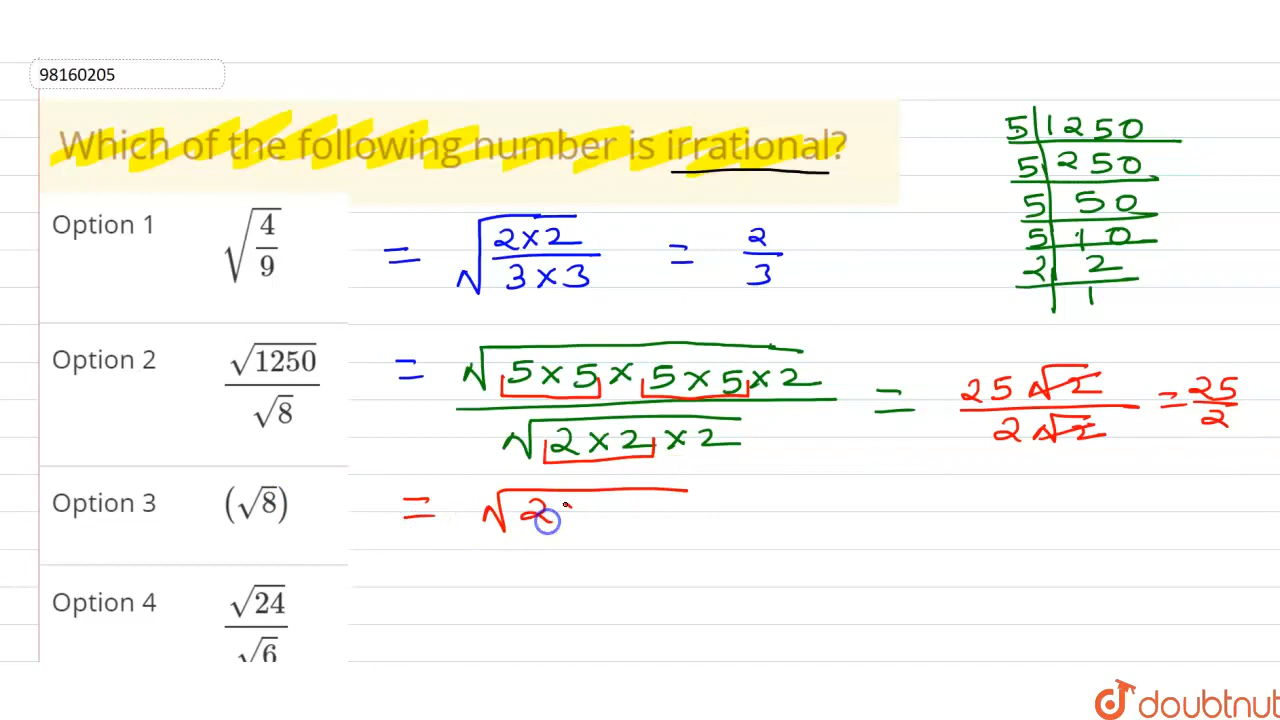 98160205
Which of the following number is irrational?
Option 1 √(4/9) = √((2×2)/(3×3)) = 2/3
Option 2 √1250/√8 = √(5×5×5×5×2)/√(2×2×2) = 25√2/2√2 = 25/2
Option 3 (√8) = √2
Option 4 √24/√6
5|1250
5|250
5|50
5|10
2|2
|1
doubtnut